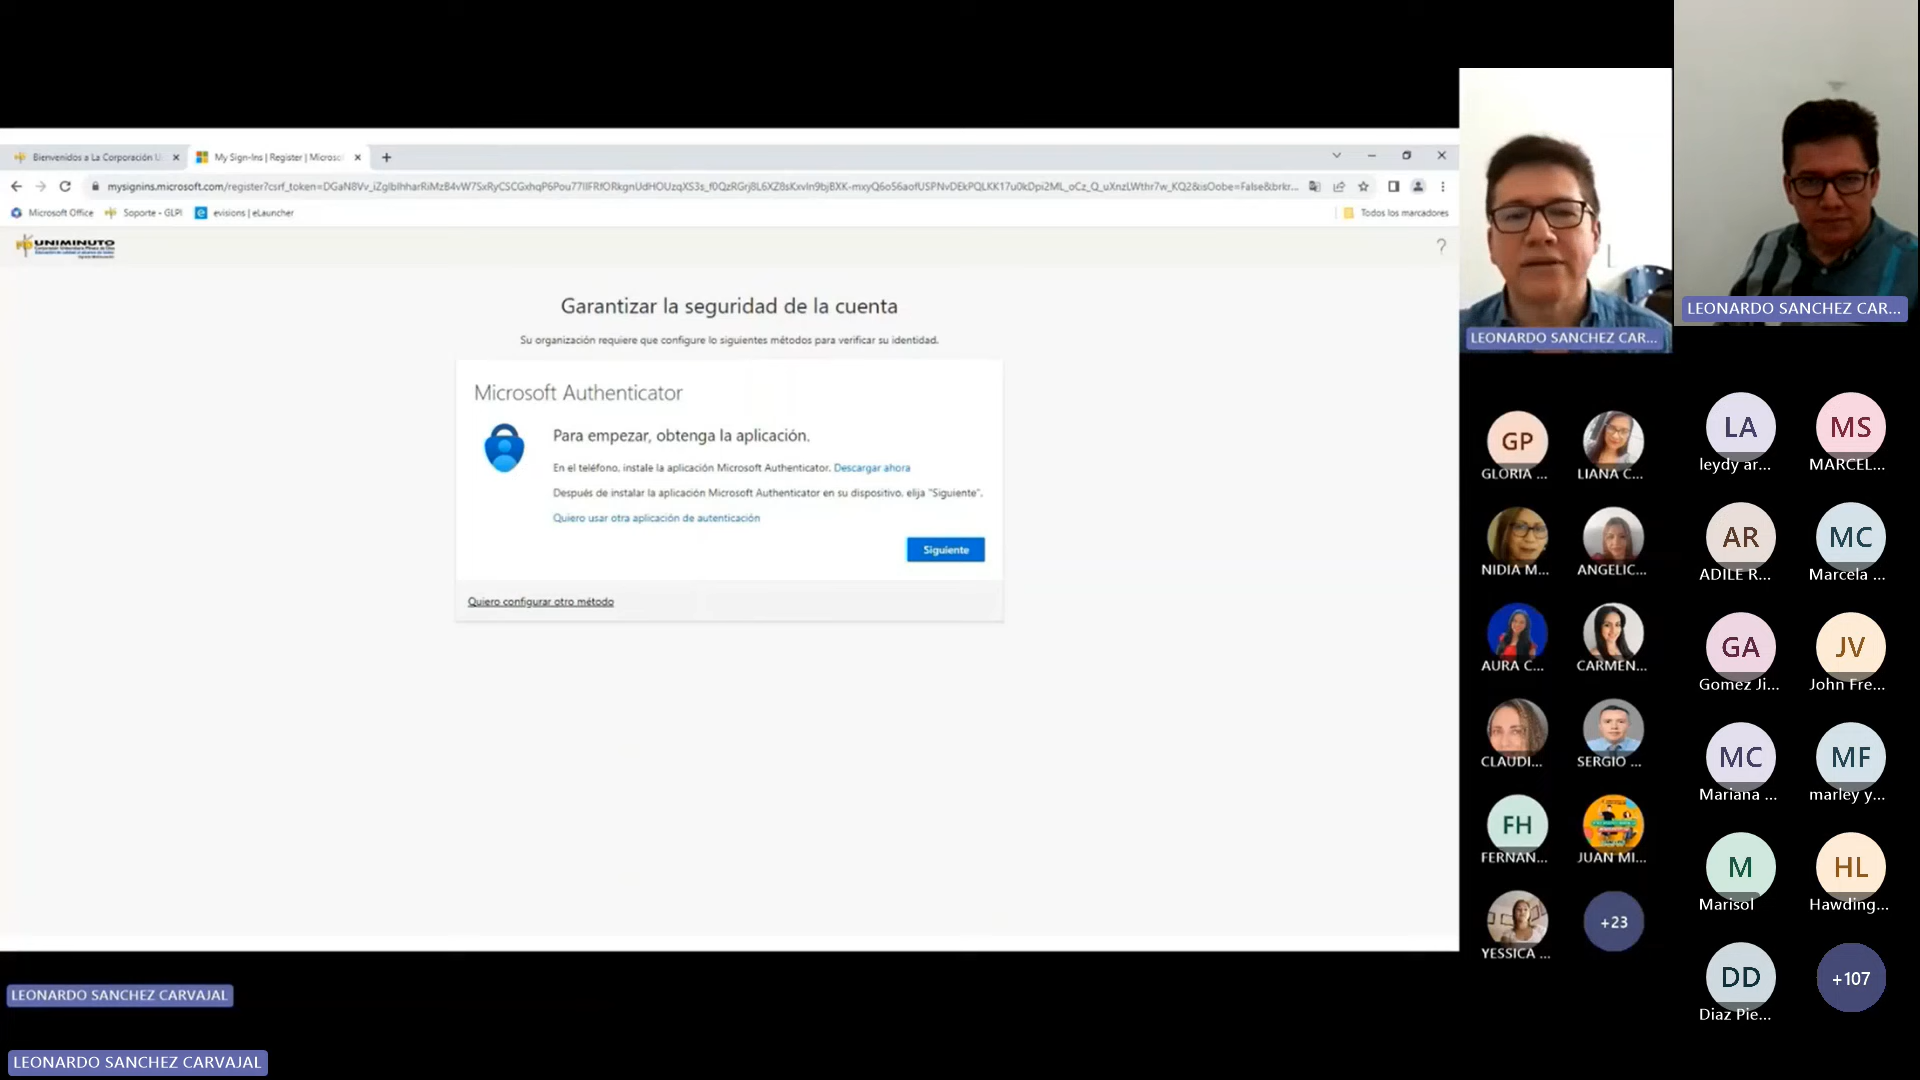 Bienvenidos a La Corporación U
My Sign-Ins | Register | Microso
Microsoft Office
Soporte - GLPI
evisions | eLauncher
Todos los marcadores
UNIMINUTO
Corporación Universitaria Minuto de Dios
?
Garantizar la seguridad de la cuenta
Su organización requiere que configure lo siguientes métodos para verificar su identidad.
Microsoft Authenticator
Para empezar, obtenga la aplicación.
En el teléfono, instale la aplicación Microsoft Authenticator. Descargar ahora
Después de instalar la aplicación Microsoft Authenticator en su dispositivo, elija "Siguiente".
Quiero usar otra aplicación de autenticación
Siguiente
Quiero configurar otro método
LEONARDO SANCHEZ CARVAJAL
LEONARDO SANCHEZ CARVAJAL
LEONARDO SANCHEZ CAR...
GP
GLORIA ...
LIANA C...
NIDIA M...
ANGELIC...
AURA C...
CARMEN...
CLAUDI...
SERGIO ...
FH
FERNAN...
JUAN MI...
YESSICA ...
+23
LEONARDO SANCHEZ CAR...
LA
leydy ar...
MS
MARCEL...
AR
ADILE R...
MC
Marcela ...
GA
Gomez Ji...
JV
John Fre...
MC
Mariana ...
MF
marley y...
M
Marisol
HL
Hawding...
DD
Diaz Pie...
+107